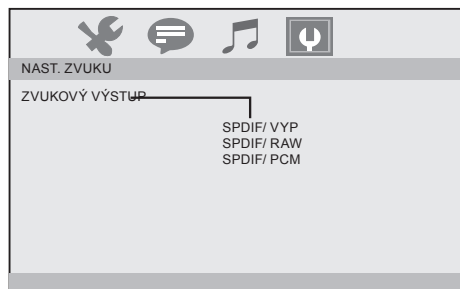 NAST. ZVUKU
ZVUKOVÝ VÝSTUP
SPDIF/ VYP
SPDIF/ RAW
SPDIF/ PCM